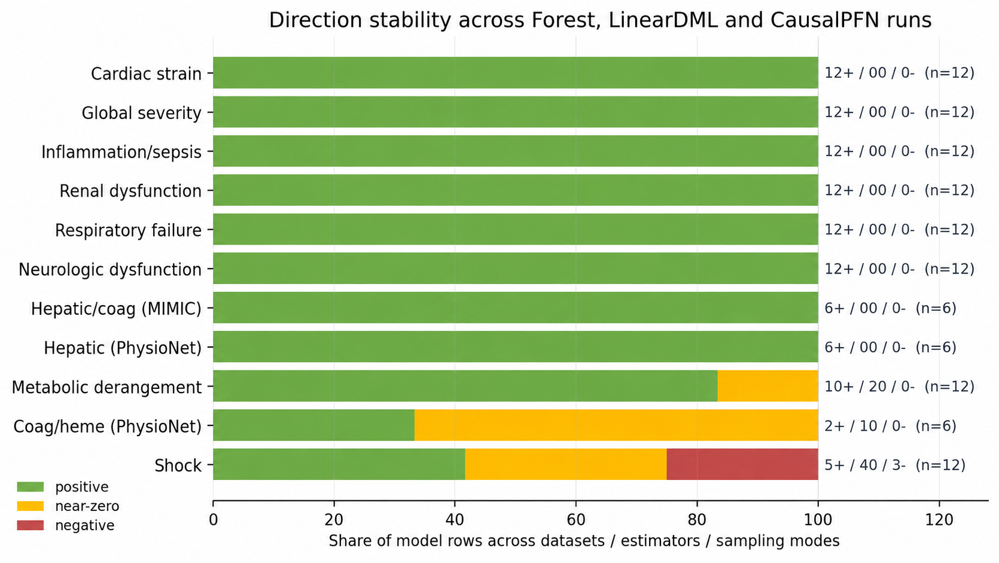 Direction stability across Forest, LinearDML and CausalPFN runs
Cardiac strain 12+ / 00 / 0- (n=12)
Global severity 12+ / 00 / 0- (n=12)
Inflammation/sepsis 12+ / 00 / 0- (n=12)
Renal dysfunction 12+ / 00 / 0- (n=12)
Respiratory failure 12+ / 00 / 0- (n=12)
Neurologic dysfunction 12+ / 00 / 0- (n=12)
Hepatic/coag (MIMIC) 6+ / 00 / 0- (n=6)
Hepatic (PhysioNet) 6+ / 00 / 0- (n=6)
Metabolic derangement 10+ / 20 / 0- (n=12)
Coag/heme (PhysioNet) 2+ / 10 / 0- (n=6)
Shock 5+ / 40 / 3- (n=12)
positive
near-zero
negative
0 20 40 60 80 100 120
Share of model rows across datasets / estimators / sampling modes